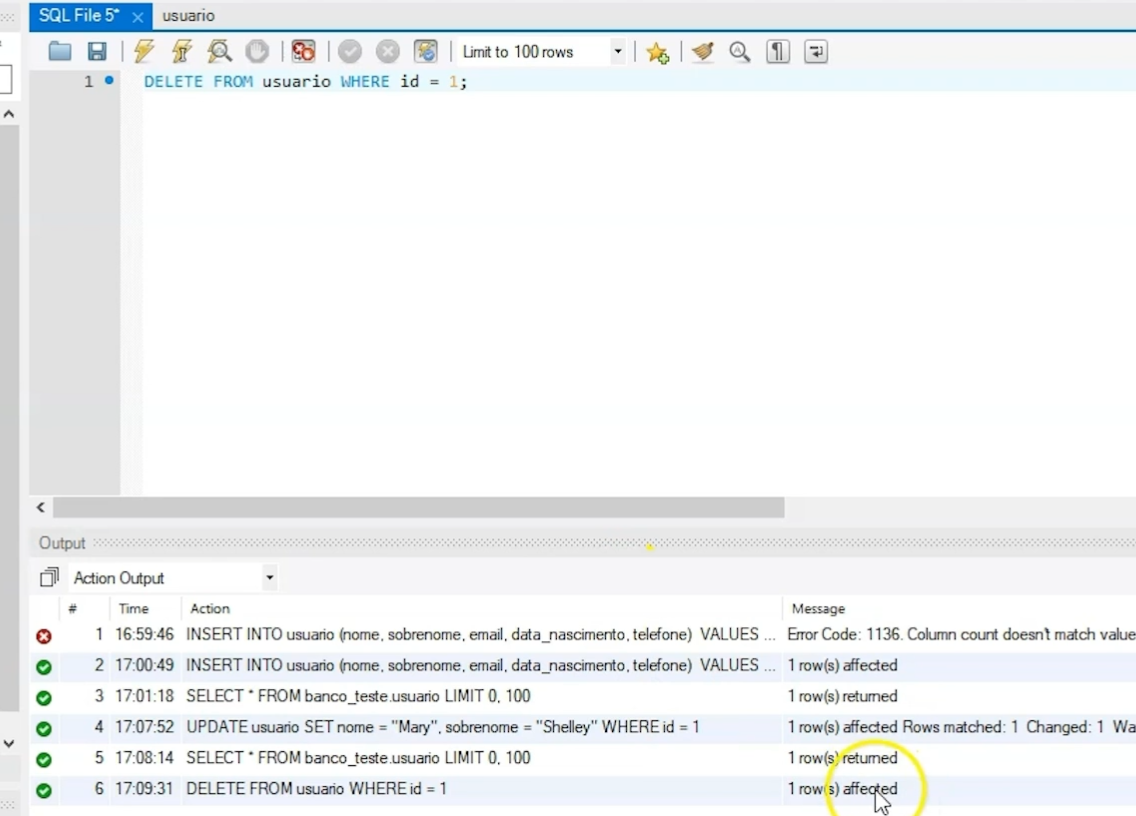 SQL File 5* × usuario
Limit to 100 rows
1 DELETE FROM usuario WHERE id = 1;
Output
Action Output
# Time Action Message
1 16:59:46 INSERT INTO usuario (nome, sobrenome, email, data_nascimento, telefone) VALUES ... Error Code: 1136. Column count doesn't match value
2 17:00:49 INSERT INTO usuario (nome, sobrenome, email, data_nascimento, telefone) VALUES ... 1 row(s) affected
3 17:01:18 SELECT * FROM banco_teste.usuario LIMIT 0, 100 1 row(s) returned
4 17:07:52 UPDATE usuario SET nome = "Mary", sobrenome = "Shelley" WHERE id = 1 1 row(s) affected Rows matched: 1 Changed: 1 Wa
5 17:08:14 SELECT * FROM banco_teste.usuario LIMIT 0, 100 1 row(s) returned
6 17:09:31 DELETE FROM usuario WHERE id = 1 1 row(s) affected